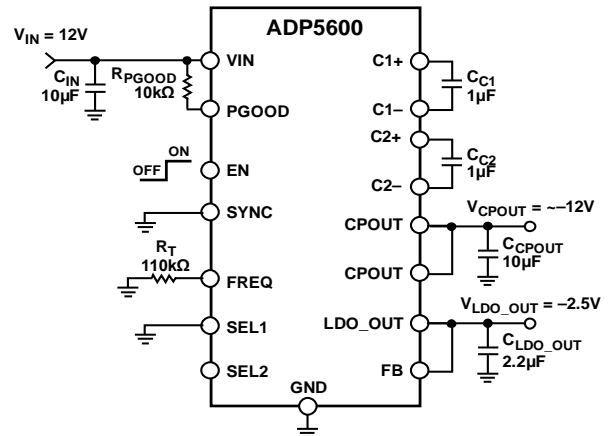 ADP5600
V_IN = 12V
C_IN
10μF
R_PGOOD
10kΩ
VIN
PGOOD
OFF
ON
EN
SYNC
R_T
110kΩ
FREQ
SEL1
SEL2
GND
C1+
C1–
C2+
C2–
CPOUT
CPOUT
LDO_OUT
FB
C_C1
1μF
C_C2
1μF
V_CPOUT = ~–12V
C_CPOUT
10μF
V_LDO_OUT = –2.5V
C_LDO_OUT
2.2μF